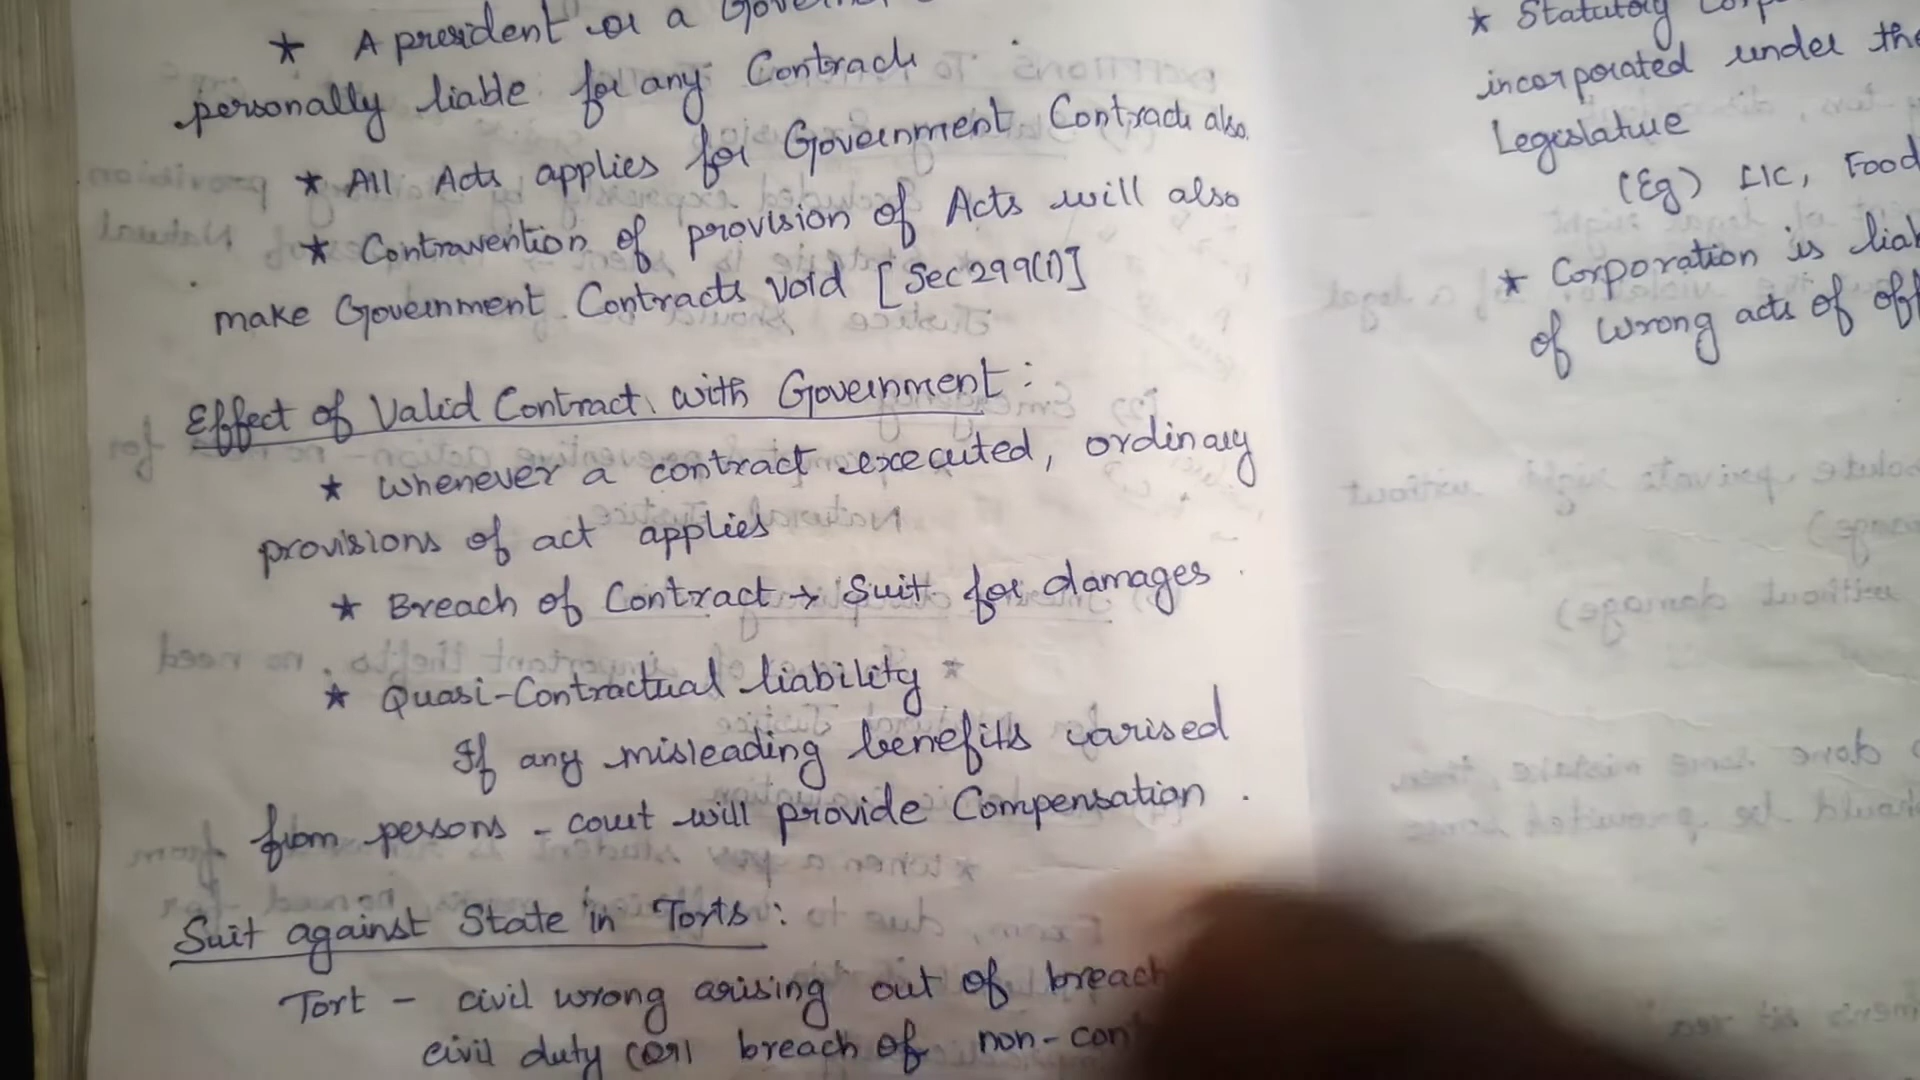 * A president or a
personally liable for any Contract.
* All Acts applies for Government Contracts also.
* Contravention of provision of Acts will also
make Government Contracts void [Sec 299(1)]
Effect of Valid Contract with Government:
* Whenever a contract executed, ordinary
provisions of act applies
* Breach of Contract → Suit for damages.
* Quasi-Contractual liability *
If any misleading benefits arised
from persons - court will provide Compensation.
Suit against State in Torts:
Tort - civil wrong arising out of breach
civil duty (or) breach of non-con
* Statutory
incorporated under the
Legislature
(Eg) LIC, Food
* Corporation is
of wrong acts of